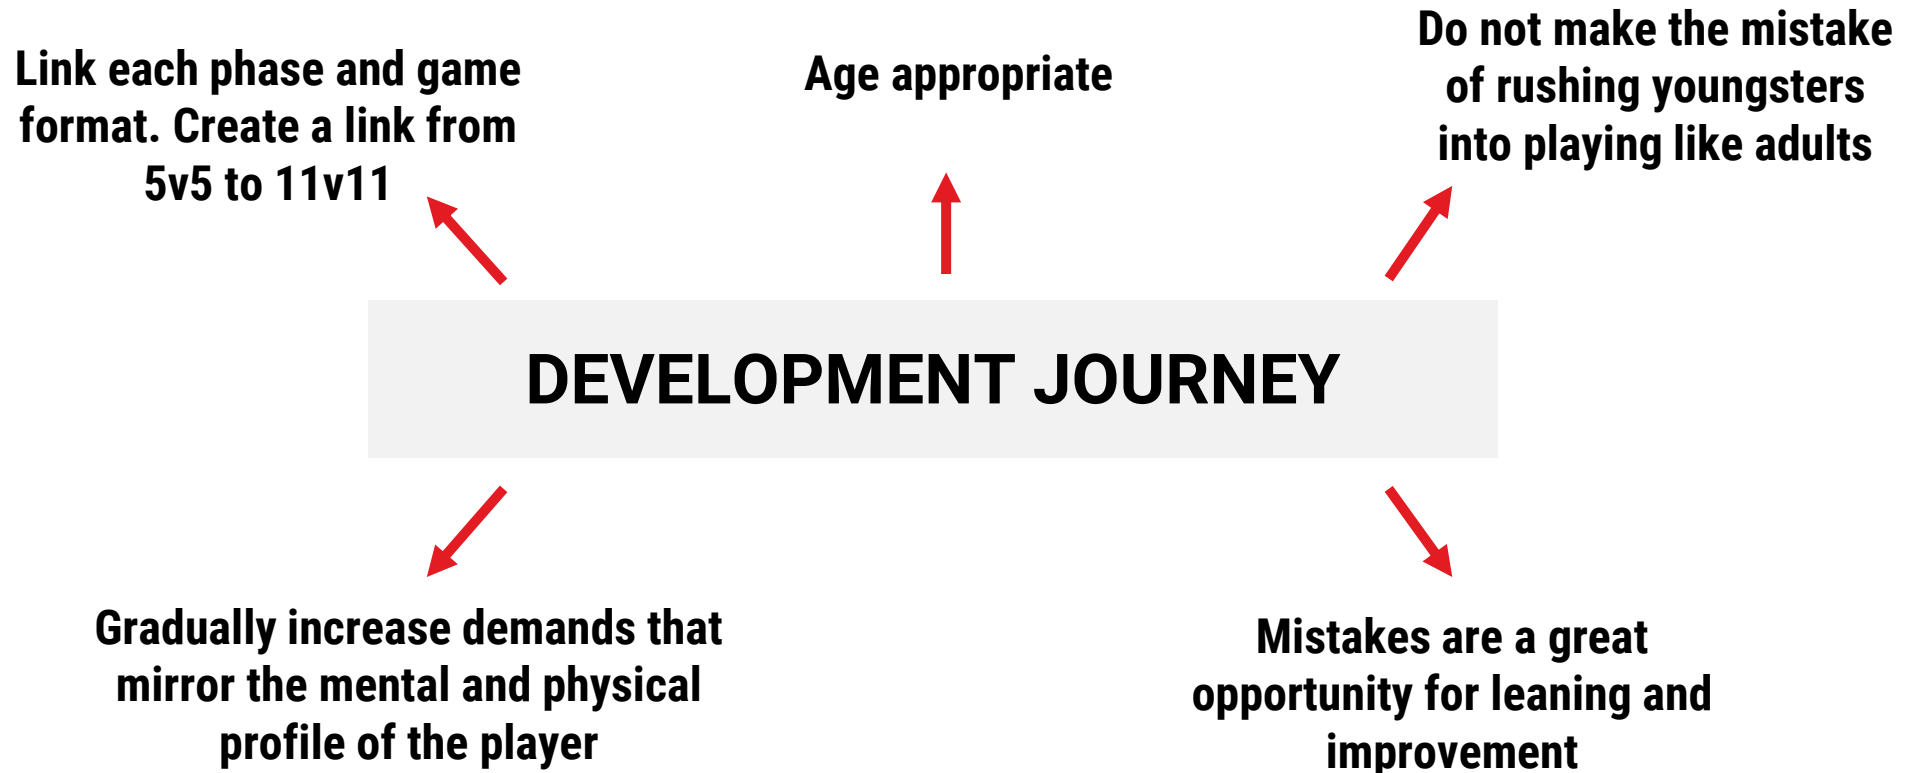 Link each phase and game
format. Create a link from
5v5 to 11v11
Age appropriate
Do not make the mistake
of rushing youngsters
into playing like adults
DEVELOPMENT JOURNEY
Gradually increase demands that
mirror the mental and physical
profile of the player
Mistakes are a great
opportunity for leaning and
improvement